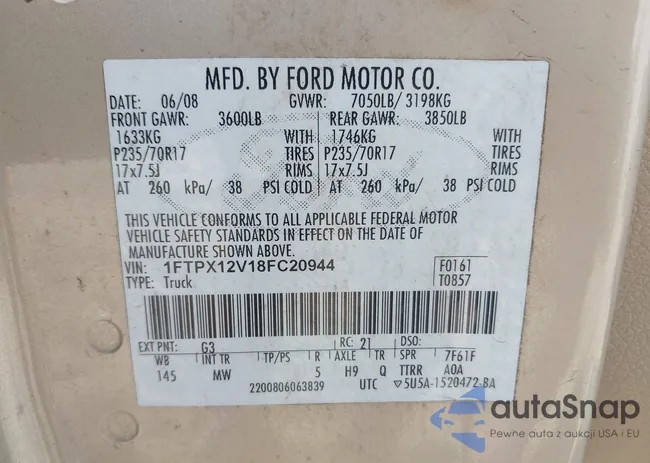 MFD. BY FORD MOTOR CO.
DATE: 06/08 GVWR: 7050LB/ 3198KG
FRONT GAWR: 3600LB REAR GAWR: 3850LB
1633KG WITH 1746KG WITH
P235/70R17 TIRES P235/70R17 TIRES
17x7.5J RIMS 17x7.5J RIMS
AT 260 kPa/ 38 PSI COLD AT 260 kPa/ 38 PSI COLD
THIS VEHICLE CONFORMS TO ALL APPLICABLE FEDERAL MOTOR
VEHICLE SAFETY STANDARDS IN EFFECT ON THE DATE OF
MANUFACTURE SHOWN ABOVE.
VIN: 1FTPX12V18FC20944 F0161
TYPE: Truck T0857
EXT PNT: G3 RC: 21 DSO:
WB INT TR TP/PS R AXLE TR SPR 7F61F
145 MW 5 H9 Q TTRR AOA
2200806063839 UTC 5U5A-1520472-BA
autaSnap
Pewne auta z aukcji USA i EU